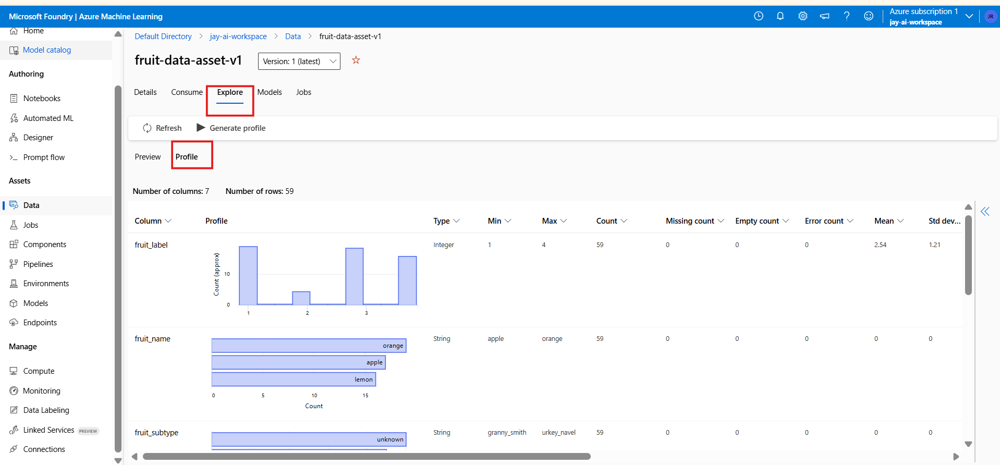 Microsoft Foundry | Azure Machine Learning
Azure subscription 1
jay-ai-workspace
JR
Home
Model catalog
Authoring
Notebooks
Automated ML
Designer
Prompt flow
Assets
Data
Jobs
Components
Pipelines
Environments
Models
Endpoints
Manage
Compute
Monitoring
Data Labeling
Linked Services PREVIEW
Connections
Default Directory > jay-ai-workspace > Data > fruit-data-asset-v1
fruit-data-asset-v1
Version: 1 (latest)
Details Consume Explore Models Jobs
Refresh Generate profile
Preview Profile
Number of columns: 7 Number of rows: 59
Column Profile Type Min Max Count Missing count Empty count Error count Mean Std dev...
fruit_label Integer 1 4 59 0 0 0 2.54 1.21
Count (approx)
10
0
1 2 3
fruit_name String apple orange 59 0 0 0 0 0
orange
apple
lemon
0 5 10 15
Count
fruit_subtype String granny_smith urkey_navel 59 0 0 0 0 0
unknown